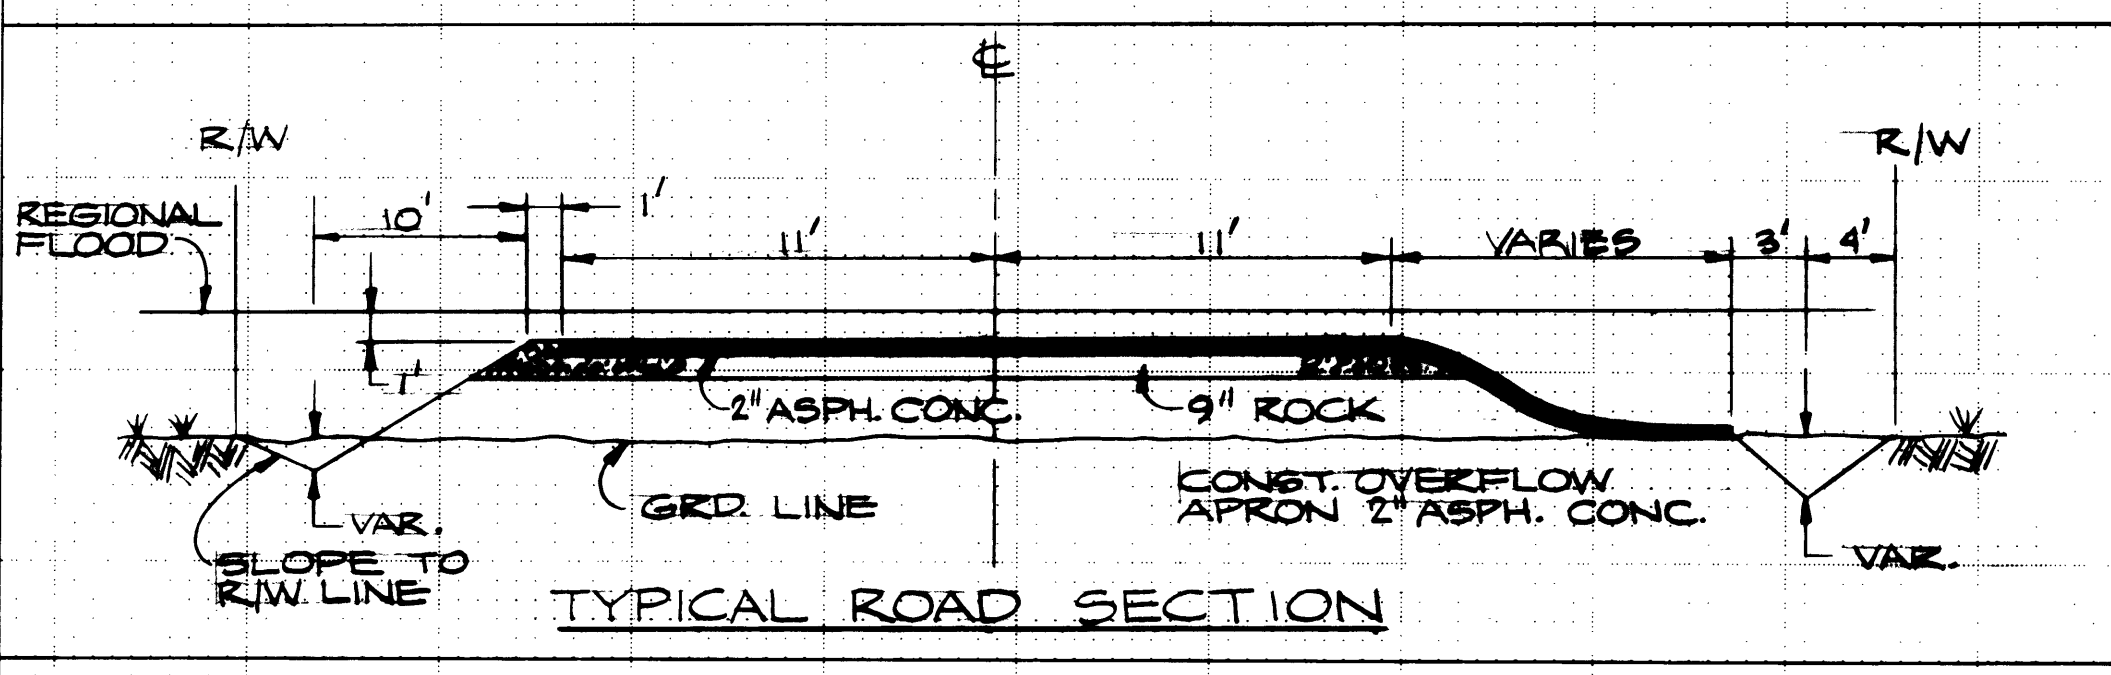 ℄
R/W
R/W
REGIONAL
FLOOD
10'
1'
11'
11'
VARIES
3'
4'
1'
2" ASPH. CONC.
9" ROCK
GRD. LINE
CONST. OVERFLOW
APRON 2" ASPH. CONC.
VAR.
VAR.
SLOPE TO
R/W LINE
TYPICAL ROAD SECTION